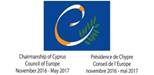 Chairmanship of Cyprus
Council of Europe
November 2016 - May 2017
Présidence de Chypre
Conseil de l'Europe
novembre 2016 - mai 2017